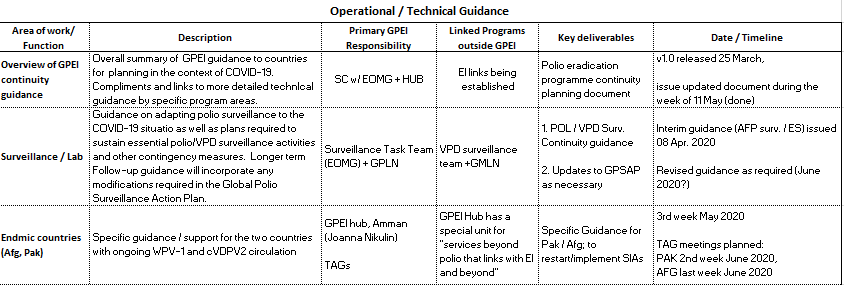 Operational / Technical Guidance
Area of work/
Function
Description
Primary GPEI
Responsibility
Linked Programs
outside GPEI
Key deliverables
Date / Timeline
Overview of GPEI
continuity
guidance
Overall summary of GPEI guidance to countries
for planning in the context of COVID-19.
Compliments and links to more detailed technical
guidance by specific program areas.
SC w/ EOMG + HUB
EI links being
established
Polio eradication
programme continuity
planning document
v1.0 released 25 March,
issue updated document during the
week of 11 May (done)
Surveillance / Lab
Guidance on adapting polio surveillance to the
COVID-19 situatio as well as plans required to
sustain essential polio/VPD surveillance activities
and other contingency measures. Longer term
Follow-up guidance will incorporate any
modifications required in the Global Polio
Surveillance Action Plan.
Surveillance Task Team
(EOMG) + GPLN
VPD surveillance
team +GMLN
1. POL / VPD Surv.
Continuity guidance
2. Updates to GPSAP
as necessary
Interim guidance (AFP surv. / ES) issued
08 Apr. 2020
Revised guidance as required (June
2020?)
Endmic countries
(Afg, Pak)
Specific guidance / support for the two countries
with ongoing WPV-1 and cVDPV2 circulation
GPEI hub, Amman
(Joanna Nikulin)
TAGs
GPEI Hub has a
special unit for
"services beyond
polio that links with EI
and beyond"
Specific Guidance for
Pak / Afg; to
restart/implement SIAs
3rd week May 2020
TAG meetings planned:
PAK 2nd week June 2020,
AFG last week June 2020